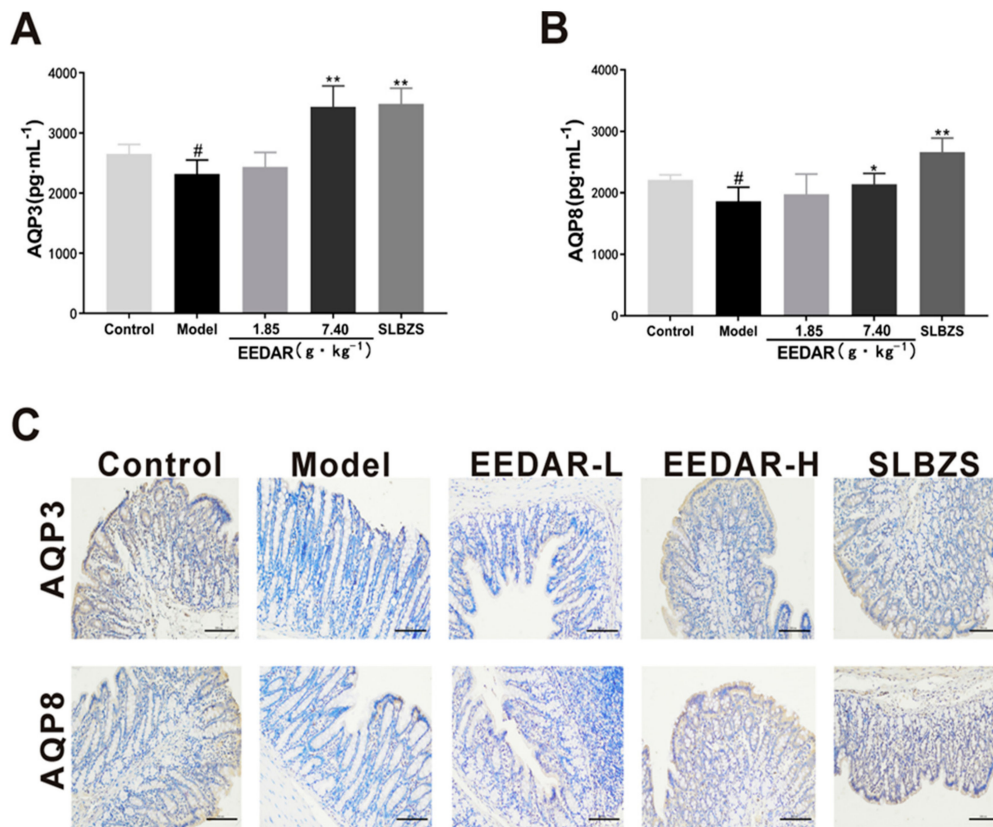 A
AQP3(pg·mL⁻¹)
4000
3000
2000
1000
0
#
**
**
Control Model 1.85 7.40 SLBZS
EEDAR(g · kg⁻¹)
B
AQP8(pg·mL⁻¹)
4000
3000
2000
1000
0
#
*
**
Control Model 1.85 7.40 SLBZS
EEDAR(g · kg⁻¹)
C
Control Model EEDAR-L EEDAR-H SLBZS
AQP3
AQP8